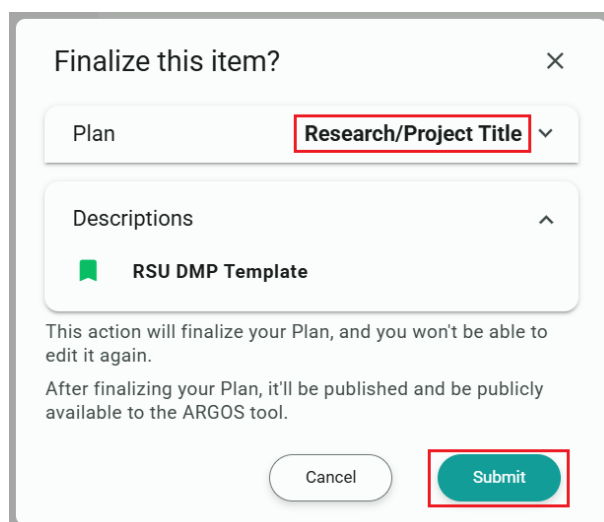 Finalize this item?
Plan Research/Project Title
Descriptions
RSU DMP Template
This action will finalize your Plan, and you won't be able to
edit it again.
After finalizing your Plan, it'll be published and be publicly
available to the ARGOS tool.
Cancel Submit